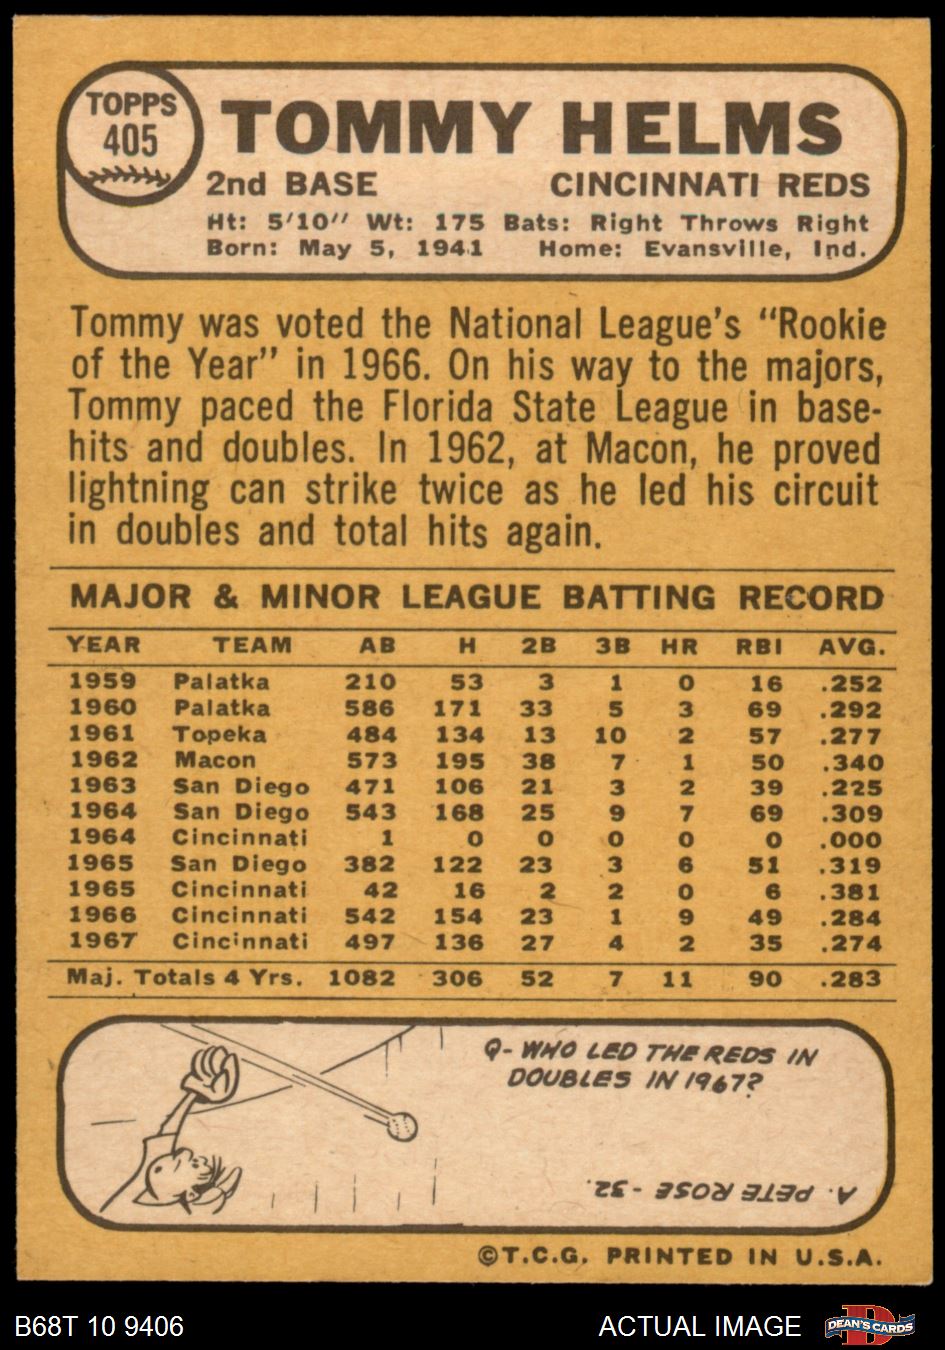 TOPPS
405
TOMMY HELMS
2nd BASE CINCINNATI REDS
Ht: 5'10'' Wt: 175 Bats: Right Throws Right
Born: May 5, 1941 Home: Evansville, Ind.
Tommy was voted the National League's "Rookie
of the Year" in 1966. On his way to the majors,
Tommy paced the Florida State League in base-
hits and doubles. In 1962, at Macon, he proved
lightning can strike twice as he led his circuit
in doubles and total hits again.
MAJOR & MINOR LEAGUE BATTING RECORD
YEAR TEAM AB H 2B 3B HR RBI AVG.
1959 Palatka 210 53 3 1 0 16 .252
1960 Palatka 586 171 33 5 3 69 .292
1961 Topeka 484 134 13 10 2 57 .277
1962 Macon 573 195 38 7 1 50 .340
1963 San Diego 471 106 21 3 2 39 .225
1964 San Diego 543 168 25 9 7 69 .309
1964 Cincinnati 1 0 0 0 0 0 .000
1965 San Diego 382 122 23 3 6 51 .319
1965 Cincinnati 42 16 2 2 0 6 .381
1966 Cincinnati 542 154 23 1 9 49 .284
1967 Cincinnati 497 136 27 4 2 35 .274
Maj. Totals 4 Yrs. 1082 306 52 7 11 90 .283
Q- WHO LED THE REDS IN
DOUBLES IN 1967?
A. PETE ROSE - 32.
©T.C.G. PRINTED IN U.S.A.
B68T 10 9406 ACTUAL IMAGE DEAN'S CARDS